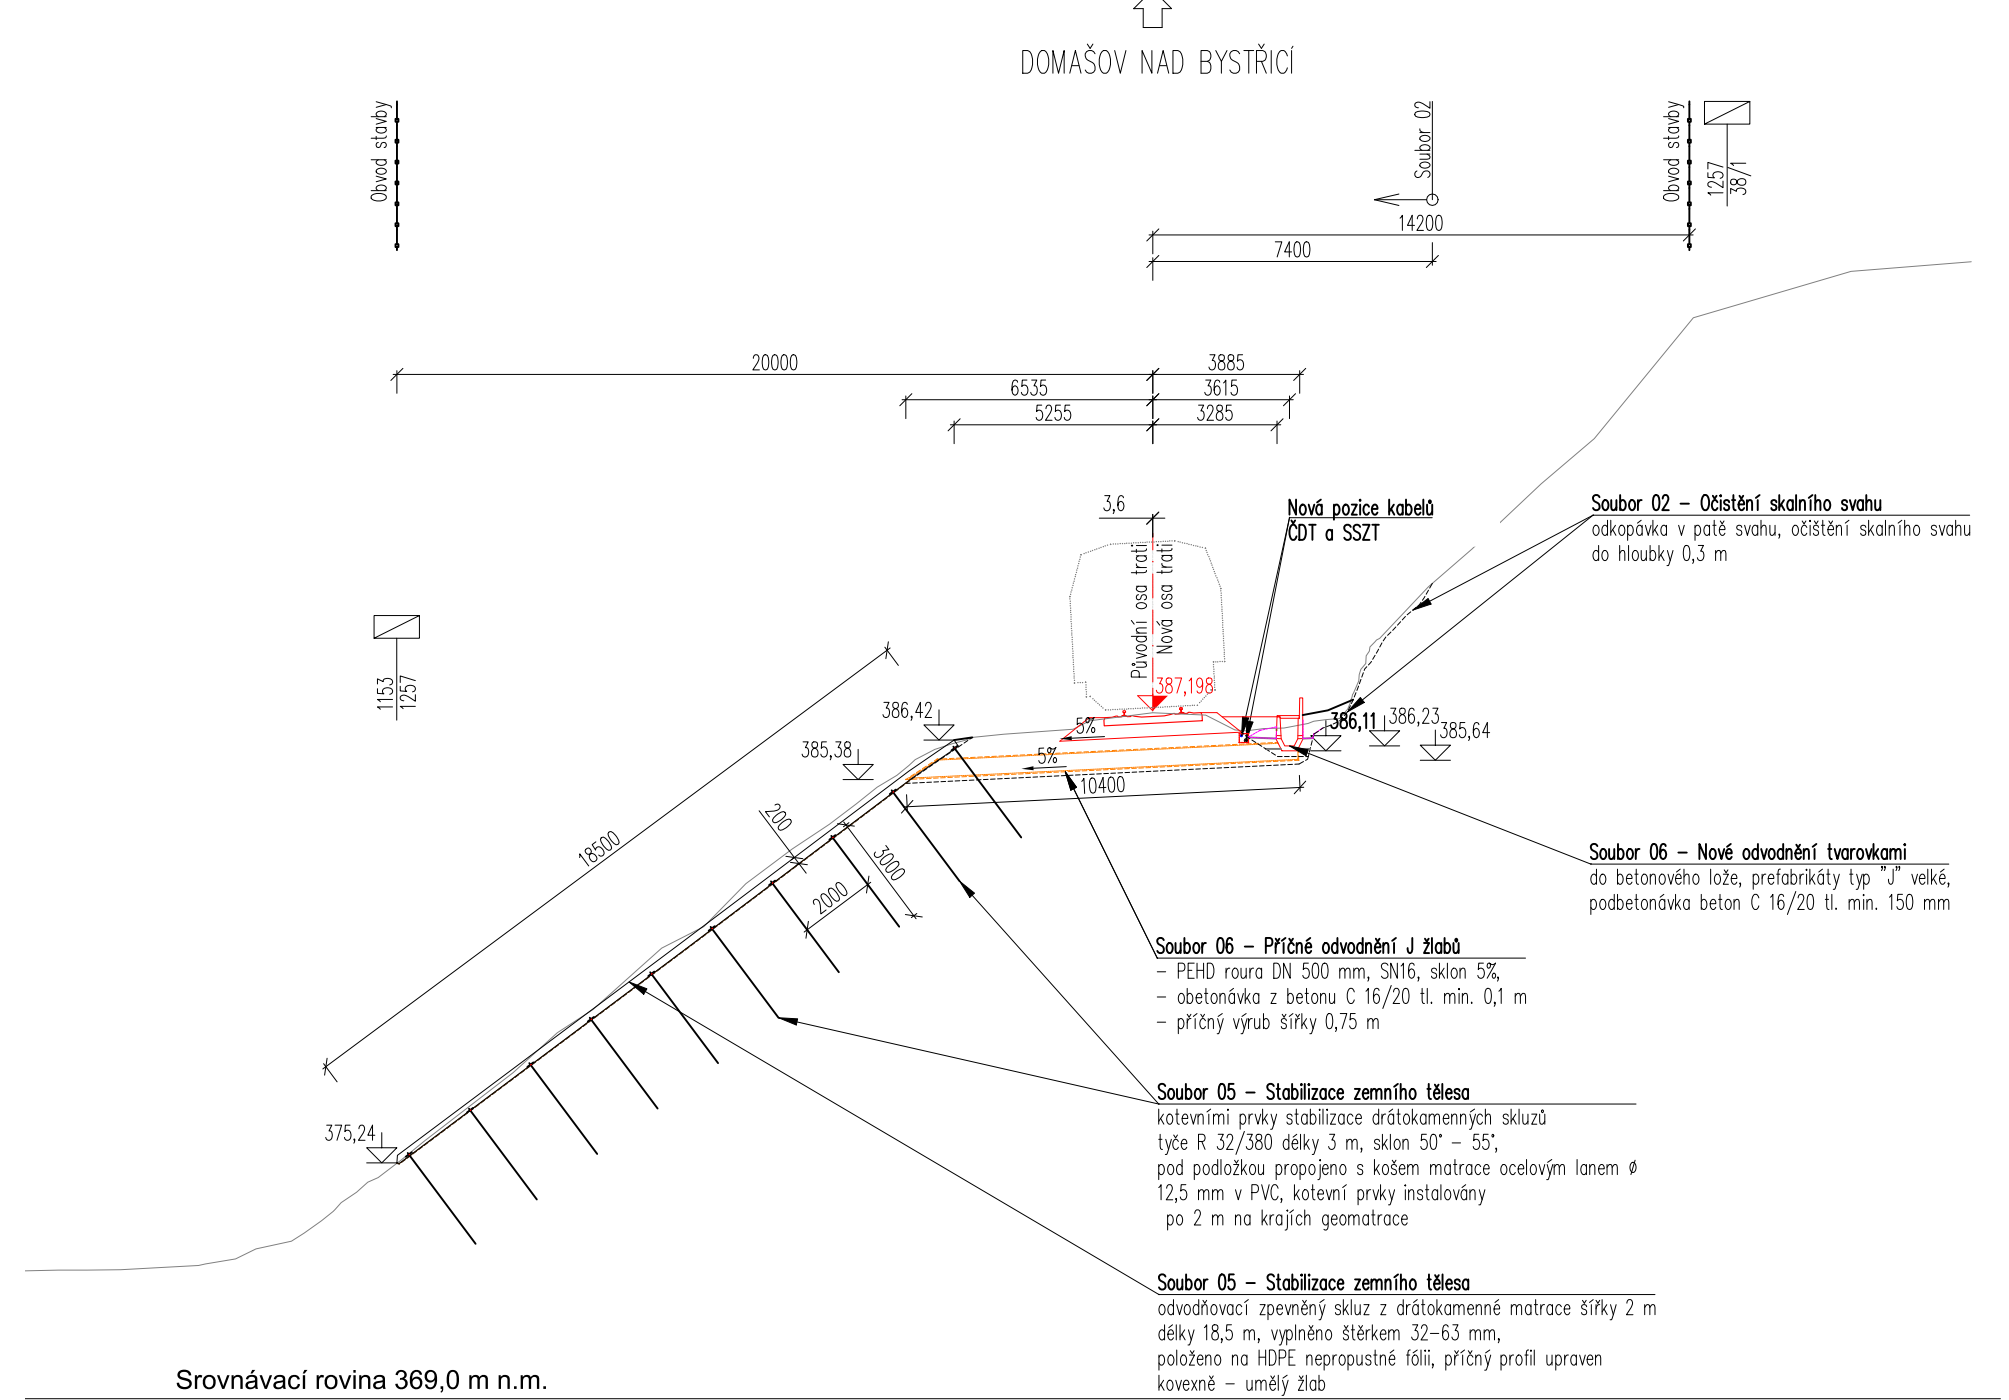 DOMAŠOV NAD BYSTŘICÍ
Obvod stavby
Soubor 02
Obvod stavby
1257
38/1
14200
7400
20000
3885
6535
3615
5255
3285
3,6
Původní osa trati
Nová osa trati
387,198
Nová pozice kabelů
ČDT a SSZT
Soubor 02 – Očistění skalního svahu
odkopávka v patě svahu, očištění skalního svahu
do hloubky 0,3 m
1153
1257
386,42
385,38
5%
5%
10400
386,11
386,23
385,64
18500
200
3000
2000
375,24
Soubor 06 – Nové odvodnění tvarovkami
do betonového lože, prefabrikáty typ "J" velké,
podbetonávka beton C 16/20 tl. min. 150 mm
Soubor 06 – Příčné odvodnění J žlabů
– PEHD roura DN 500 mm, SN16, sklon 5%,
– obetonávka z betonu C 16/20 tl. min. 0,1 m
– příčný výrub šířky 0,75 m
Soubor 05 – Stabilizace zemního tělesa
kotevními prvky stabilizace drátokamenných skluzů
tyče R 32/380 délky 3 m, sklon 50° – 55°,
pod podložkou propojeno s košem matrace ocelovým lanem ø
12,5 mm v PVC, kotevní prvky instalovány
po 2 m na krajích geomatrace
Soubor 05 – Stabilizace zemního tělesa
odvodňovací zpevněný skluz z drátokamenné matrace šířky 2 m
délky 18,5 m, vyplněno štěrkem 32–63 mm,
položeno na HDPE nepropustné fólii, příčný profil upraven
kovexně – umělý žlab
Srovnávací rovina 369,0 m n.m.